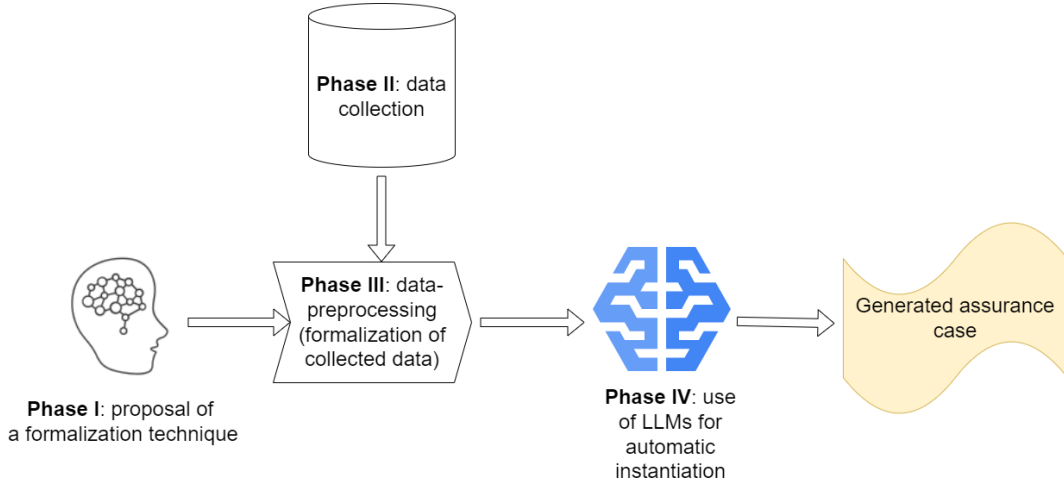 Phase II: data
collection
Phase I: proposal of
a formalization technique
Phase III: data-
preprocessing
(formalization of
collected data)
Phase IV: use
of LLMs for
automatic
instantiation
Generated assurance
case